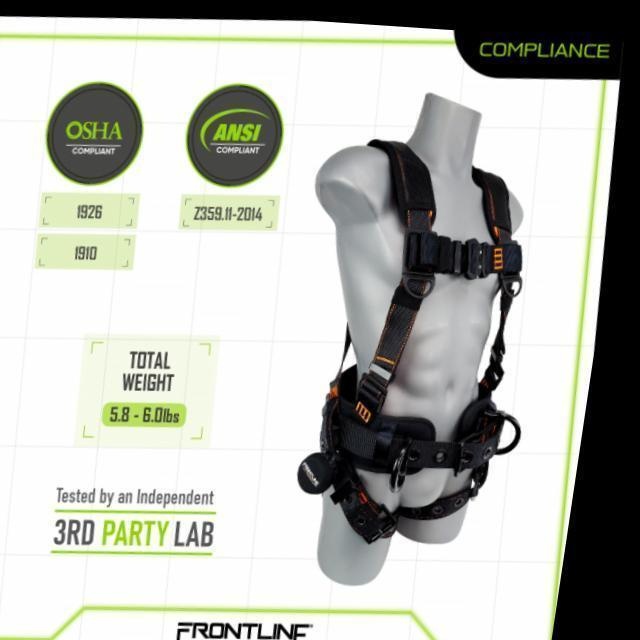 COMPLIANCE
OSHA
COMPLIANT
ANSI
COMPLIANT
1926
Z359.11-2014
1910
TOTAL
WEIGHT
5.8 - 6.0lbs
Tested by an Independent
3RD PARTY LAB
FRONTLINE